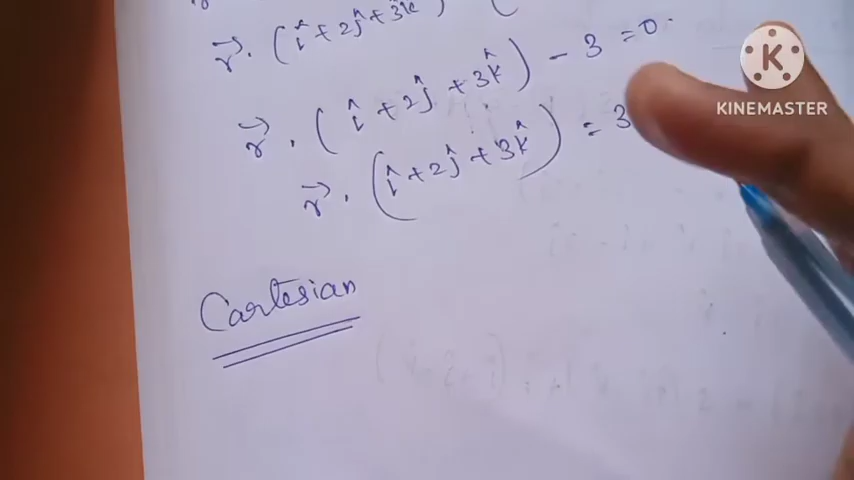 r⃗ . (î + 2ĵ + 3k̂)
r⃗ . (î + 2ĵ + 3k̂) - 3 = 0.
r⃗ . (î + 2ĵ + 3k̂) = 3
Cartesian
KINEMASTER